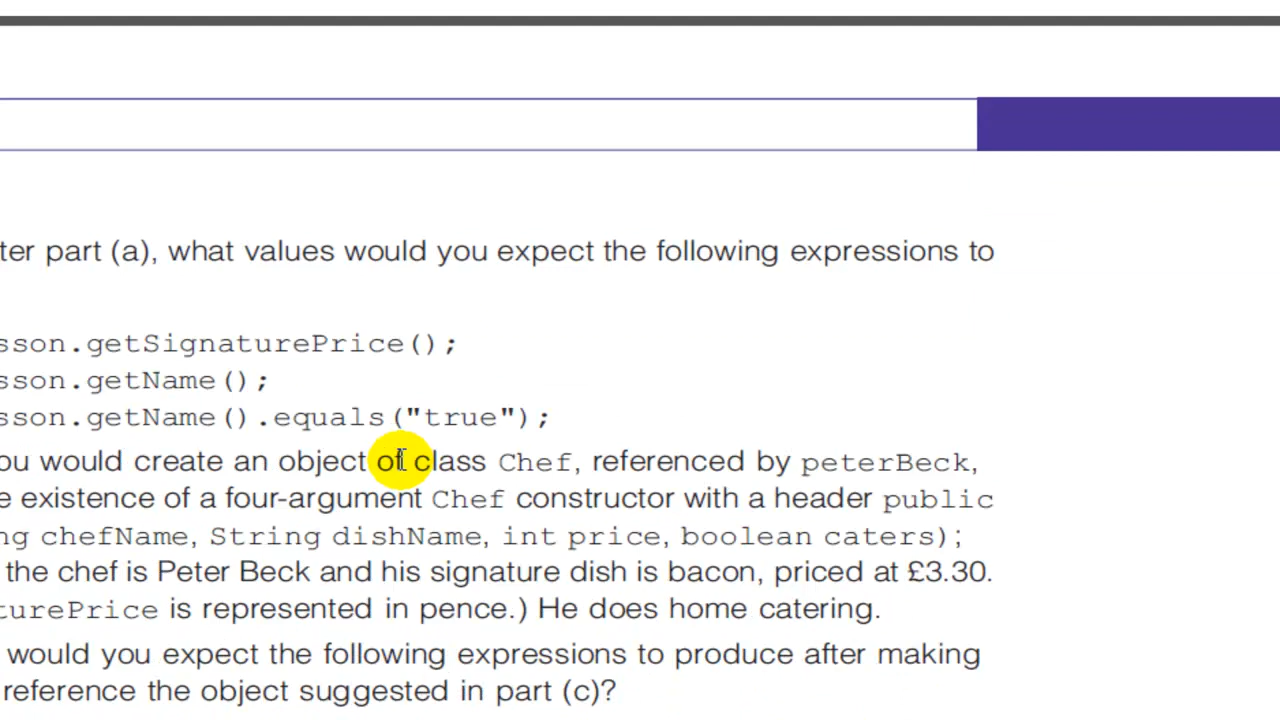 ter part (a), what values would you expect the following expressions to
sson.getSignaturePrice();
sson.getName();
sson.getName().equals("true");
ou would create an object of class Chef, referenced by peterBeck,
e existence of a four-argument Chef constructor with a header public
ng chefName, String dishName, int price, boolean caters);
the chef is Peter Beck and his signature dish is bacon, priced at £3.30.
turePrice is represented in pence.) He does home catering.
would you expect the following expressions to produce after making
reference the object suggested in part (c)?